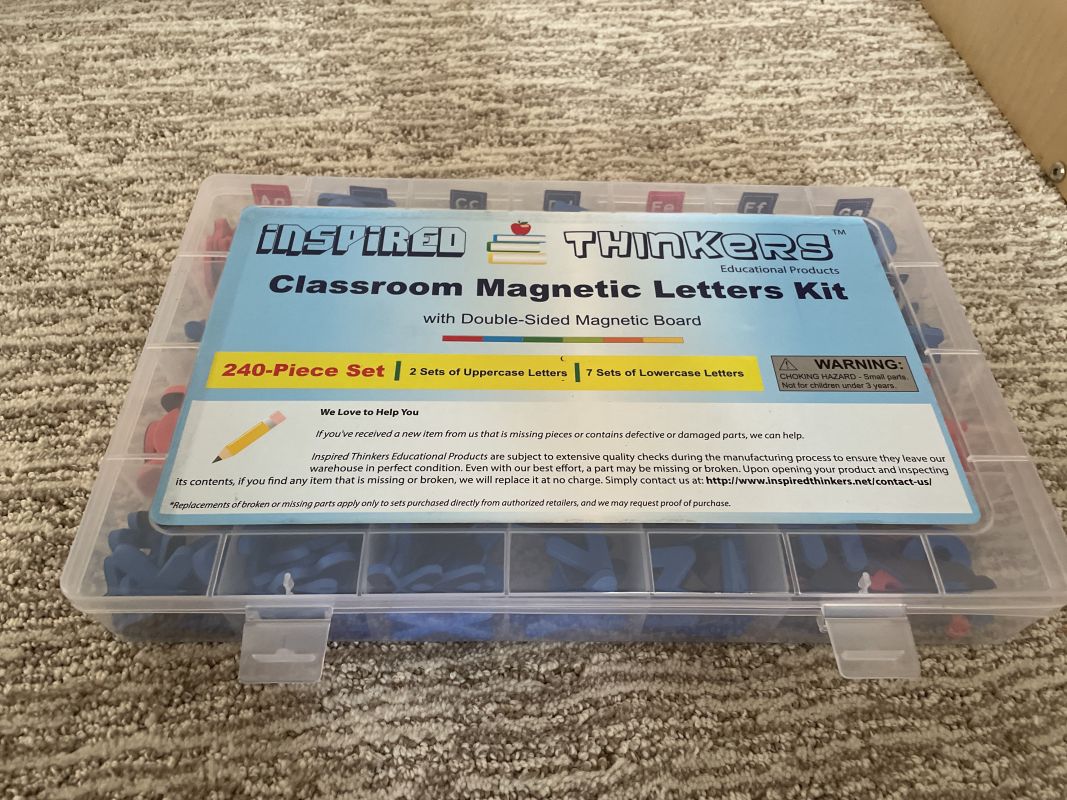 Cc
Ee
Ff
Gg
INSPIRED THINKERS™
Educational Products
Classroom Magnetic Letters Kit
with Double-Sided Magnetic Board
240-Piece Set | 2 Sets of Uppercase Letters | 7 Sets of Lowercase Letters
WARNING:
CHOKING HAZARD - Small parts.
Not for children under 3 years.
We Love to Help You
If you've received a new item from us that is missing pieces or contains defective or damaged parts, we can help.
Inspired Thinkers Educational Products are subject to extensive quality checks during the manufacturing process to ensure they leave our
warehouse in perfect condition. Even with our best effort, a part may be missing or broken. Upon opening your product and inspecting
its contents, if you find any item that is missing or broken, we will replace it at no charge. Simply contact us at: http://www.inspiredthinkers.net/contact-us/
*Replacements of broken or missing parts apply only to sets purchased directly from authorized retailers, and we may request proof of purchase.